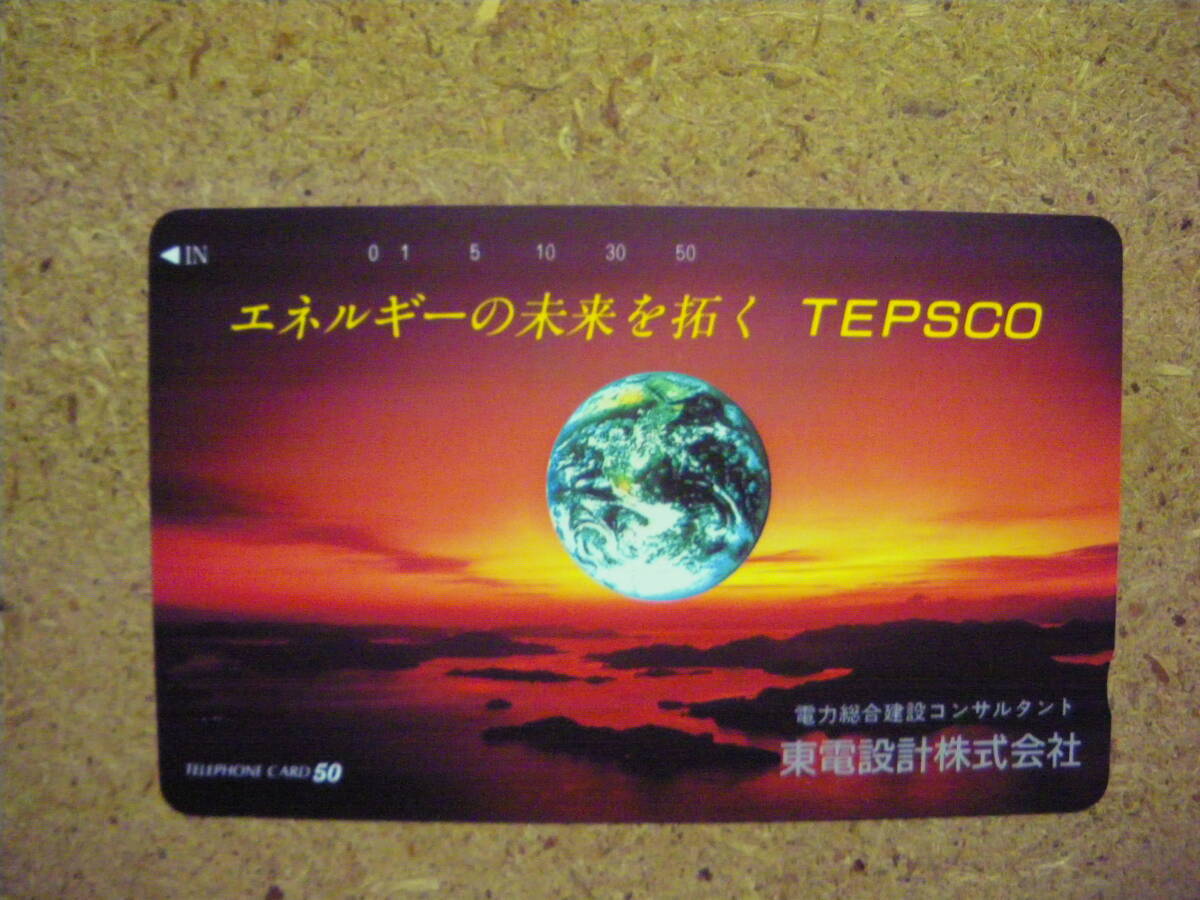 ◀IN 0 1 5 10 30 50
エネルギーの未来を拓く TEPSCO
電力総合建設コンサルタント
東電設計株式会社
TELEPHONE CARD 50